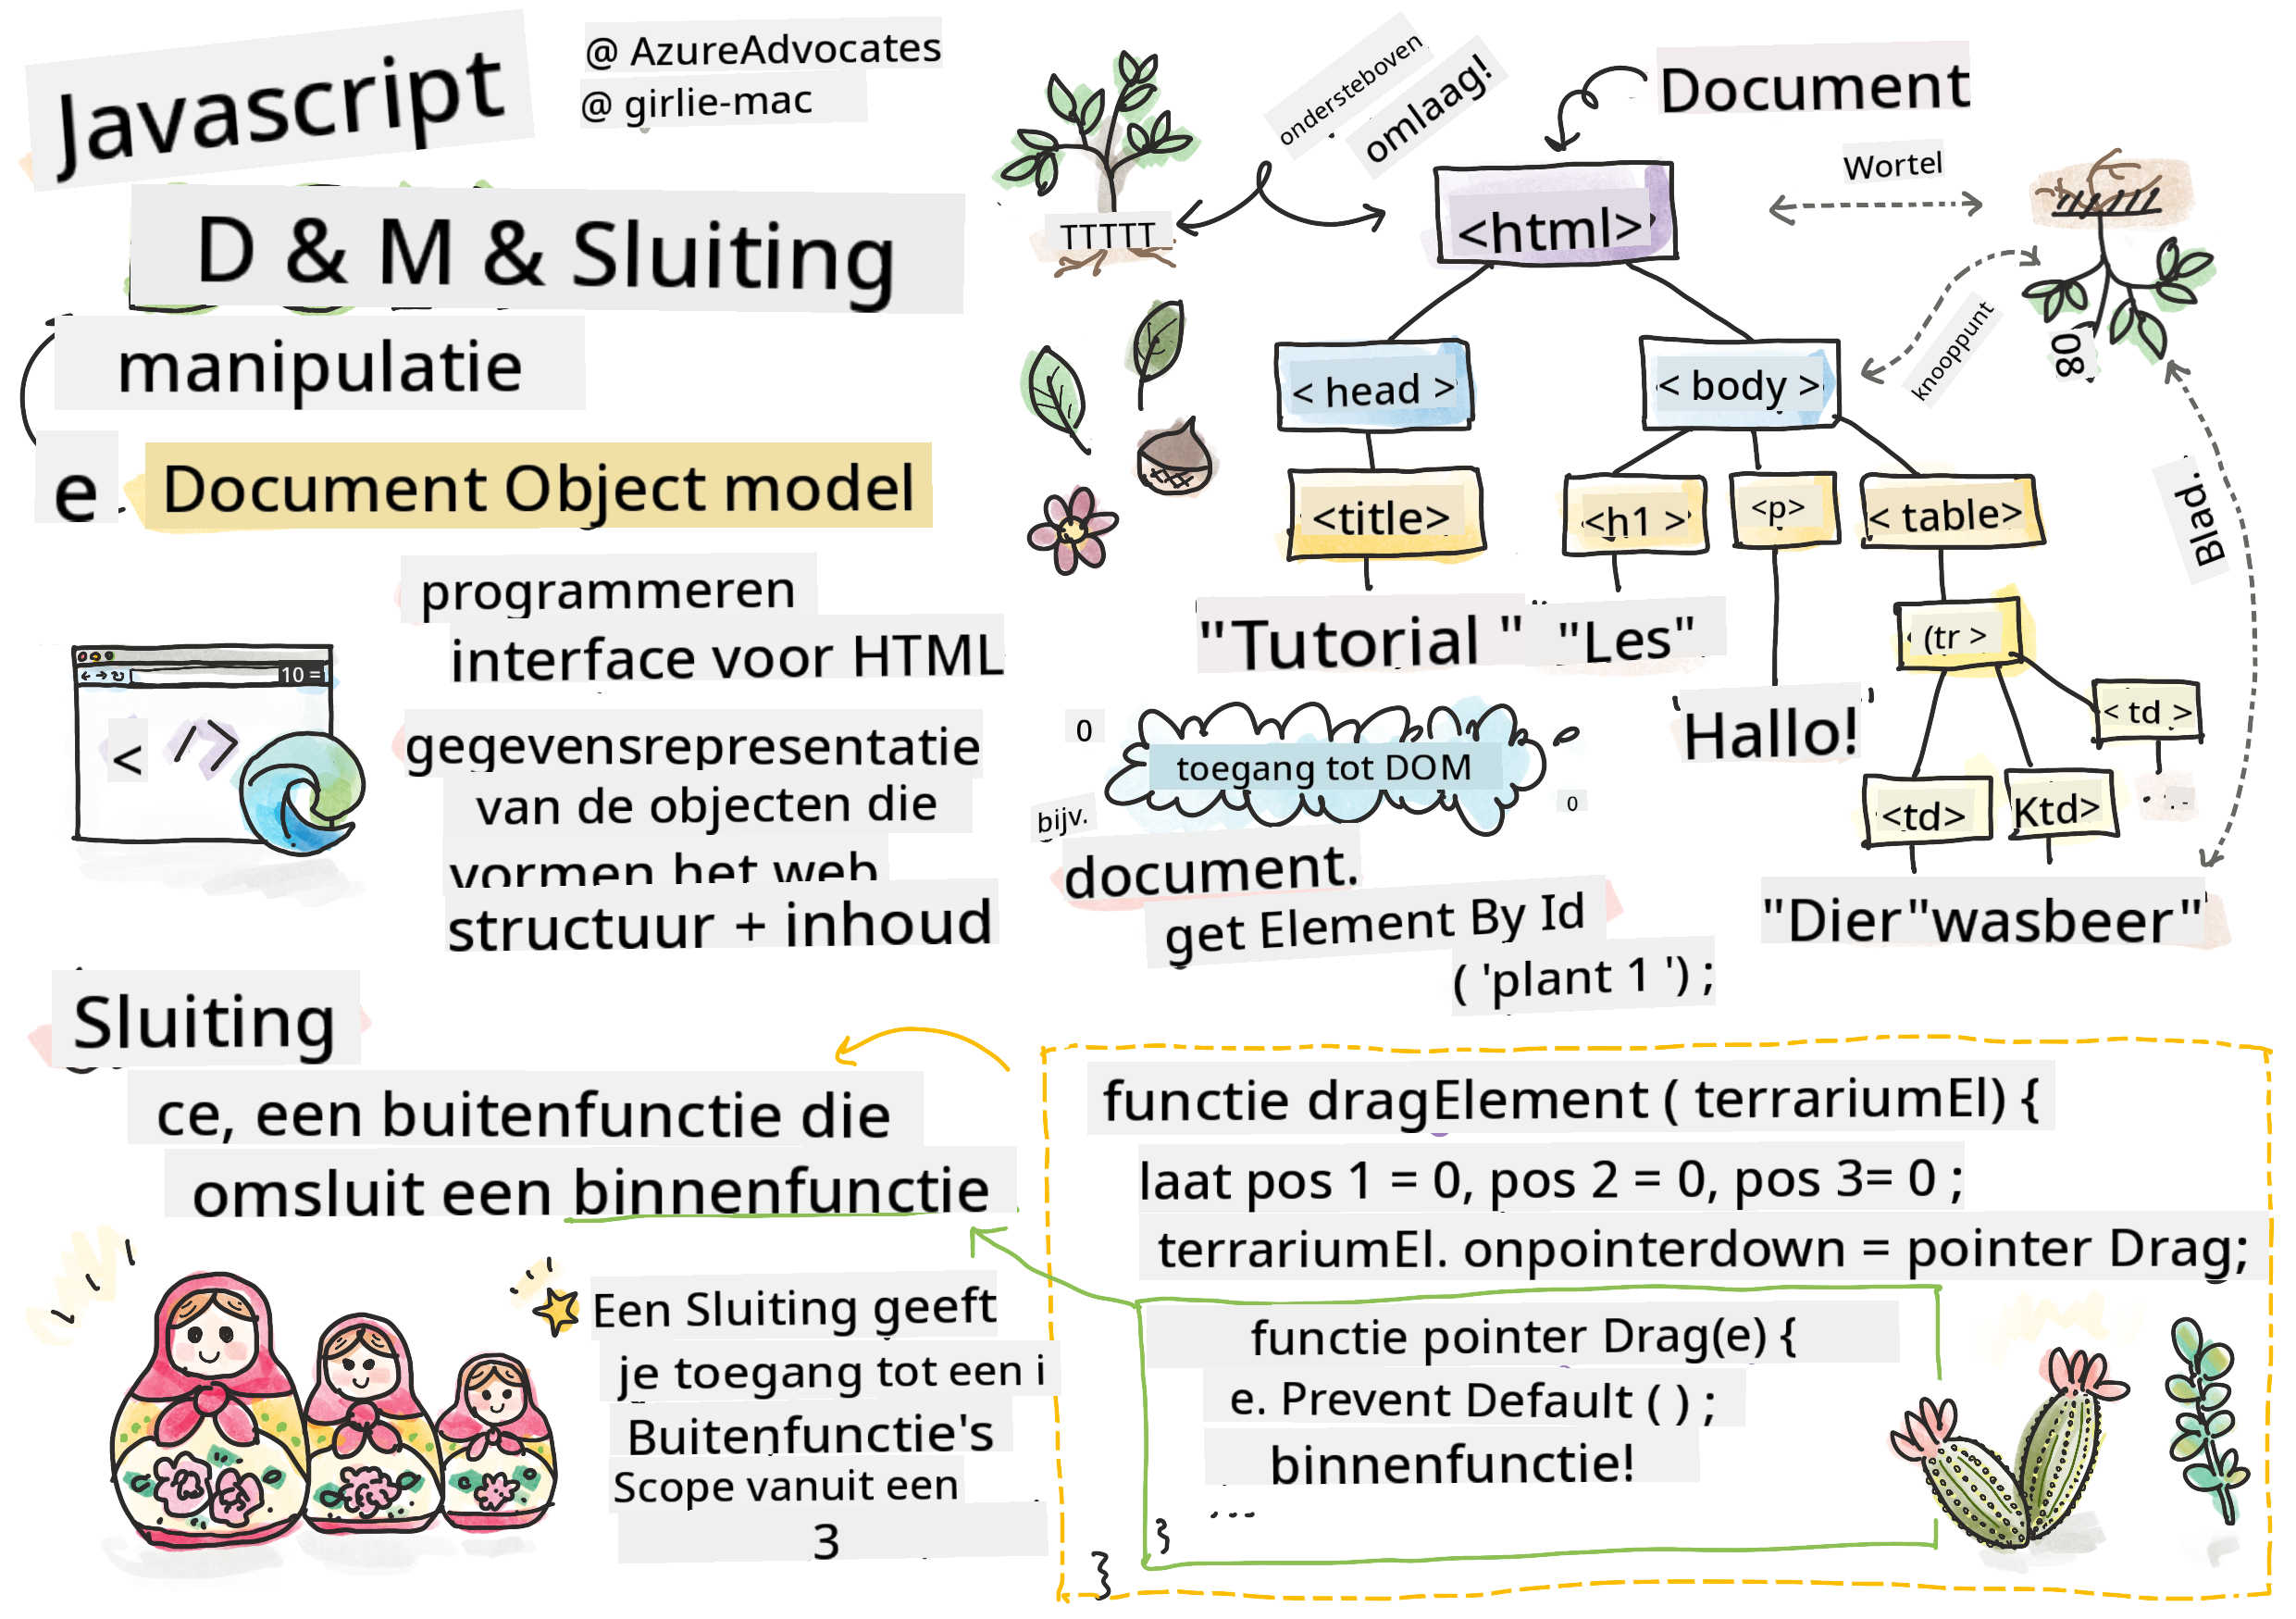 Javascript
@ AzureAdvocates
@ girlie-mac
D & M & Sluiting
manipulatie
e Document Object model
programmeren
interface voor HTML
gegevensrepresentatie
van de objecten die
vormen het web
structuur + inhoud
10 =
< />
TTTTT
ondersteboven
omlaag!
Document
<html>
Wortel
knooppunt
08
Blad.
< head >
< body >
<title>
<h1 >
<p>
< table>
"Tutorial "
"Les"
(tr >
Hallo!
< td >
<td>
Ktd>
"Dier"wasbeer"
0
toegang tot DOM
0
bijv.
document.
get Element By Id
( 'plant 1 ') ;
Sluiting
ce, een buitenfunctie die
omsluit een binnenfunctie
Een Sluiting geeft
je toegang tot een i
Buitenfunctie's
Scope vanuit een
3
functie dragElement ( terrariumEl) {
laat pos 1 = 0, pos 2 = 0, pos 3= 0 ;
terrariumEl. onpointerdown = pointer Drag;
functie pointer Drag(e) {
e. Prevent Default ( ) ;
binnenfunctie!
...
}
}